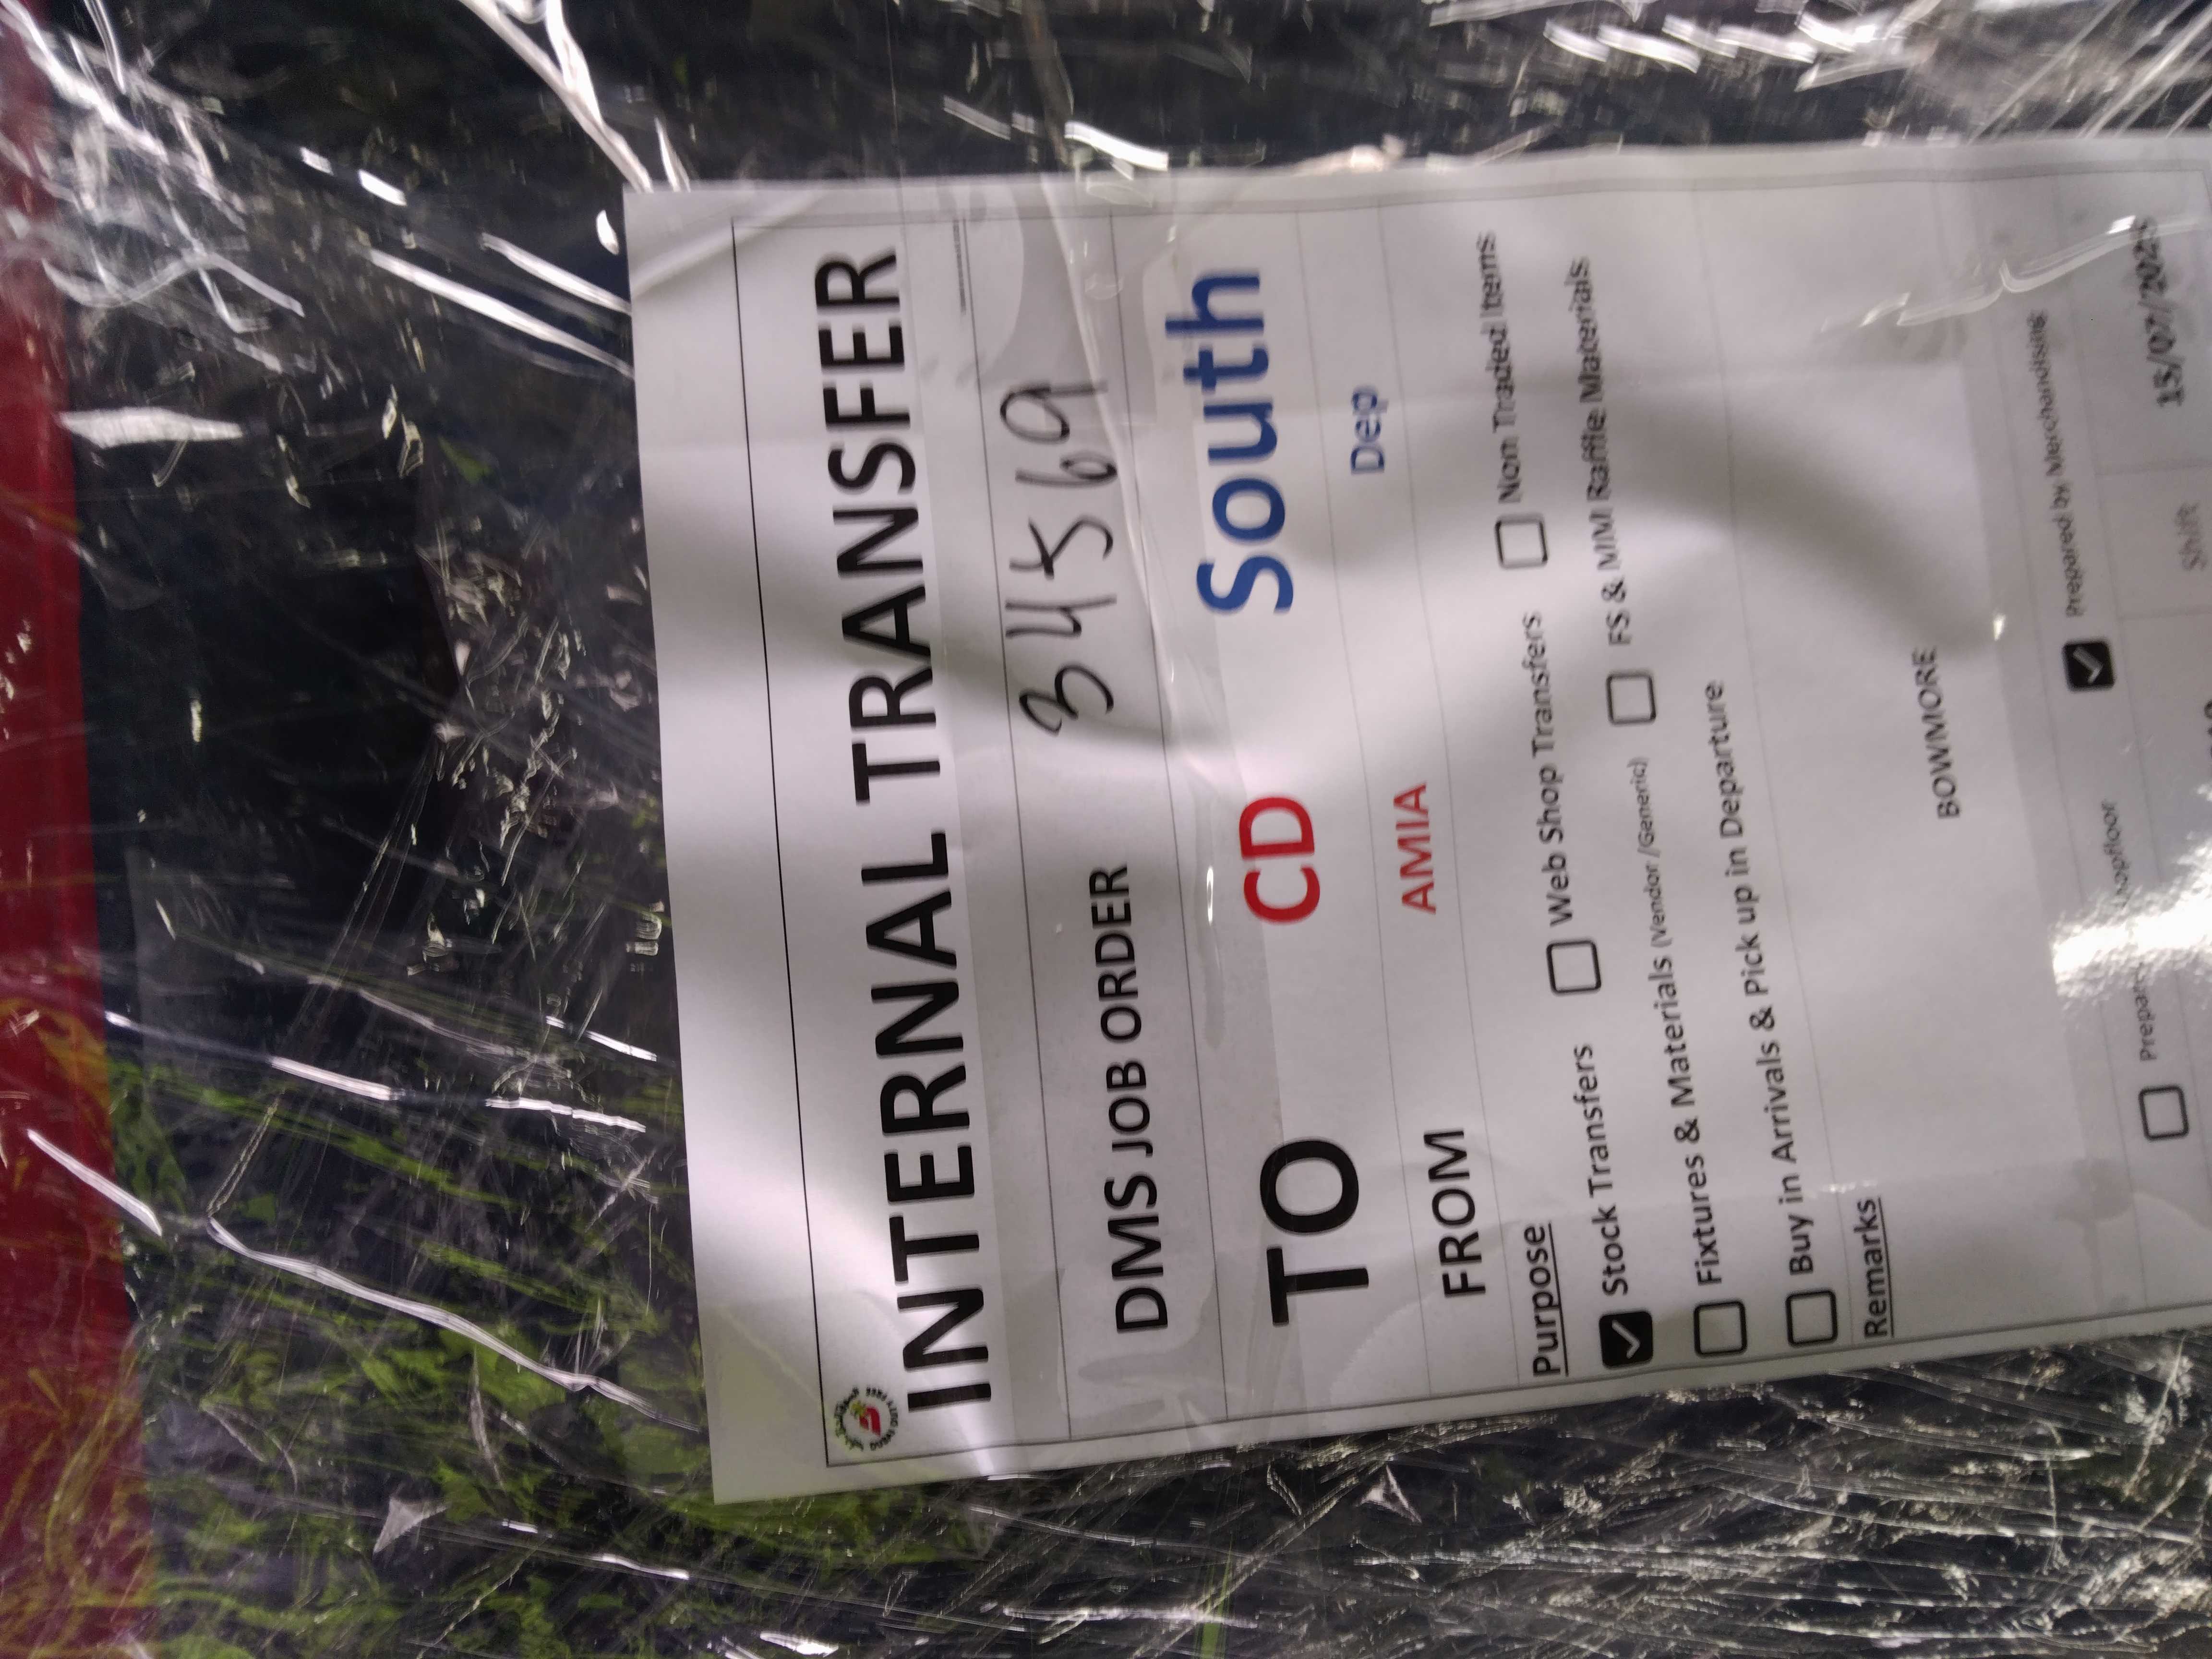 INTERNAL TRANSFER
DMS JOB ORDER 34569
TO CD South
FROM AMIA Dep
Purpose
Stock Transfers Web Shop Transfers Non Traded Items
Fixtures & Materials (Vendor /Generic) FS & MM Raffle Materials
Buy in Arrivals & Pick up in Departure
Remarks
BOWMORE
Prepared by Merchandising
Shift